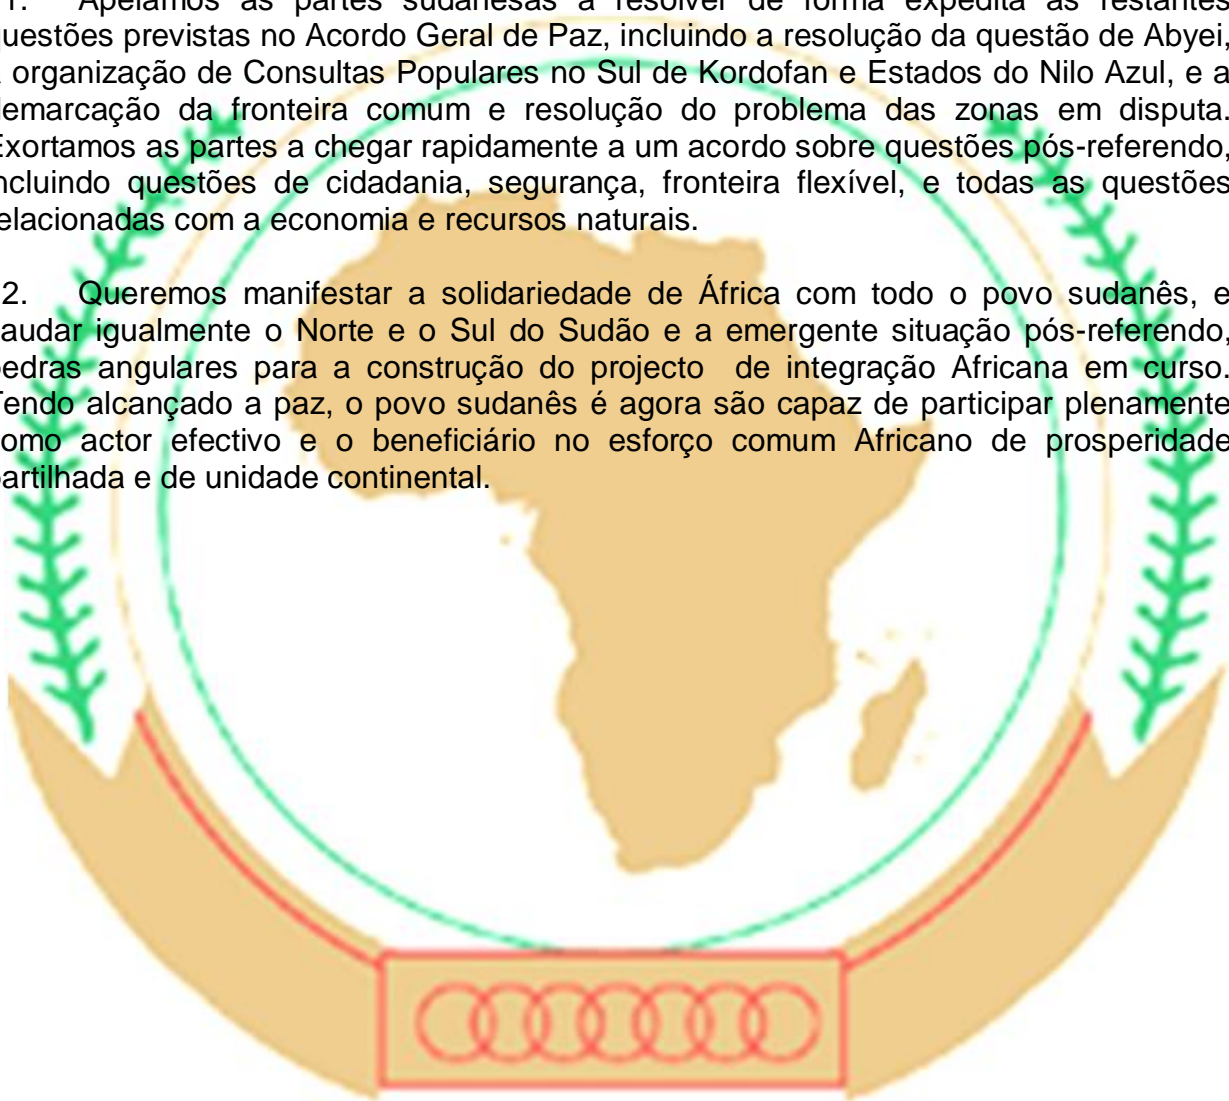 1. Apelamos as partes sudanesas a resolver de forma expedita as restantes
questões previstas no Acordo Geral de Paz, incluindo a resolução da questão de Abyei,
a organização de Consultas Populares no Sul de Kordofan e Estados do Nilo Azul, e a
demarcação da fronteira comum e resolução do problema das zonas em disputa.
Exortamos as partes a chegar rapidamente a um acordo sobre questões pós-referendo,
ncluindo questões de cidadania, segurança, fronteira flexível, e todas as questões
relacionadas com a economia e recursos naturais.
2. Queremos manifestar a solidariedade de África com todo o povo sudanês, e
audar igualmente o Norte e o Sul do Sudão e a emergente situação pós-referendo,
pedras angulares para a construção do projecto de integração Africana em curso.
Tendo alcançado a paz, o povo sudanês é agora são capaz de participar plenamente
como actor efectivo e o beneficiário no esforço comum Africano de prosperidade
partilhada e de unidade continental.